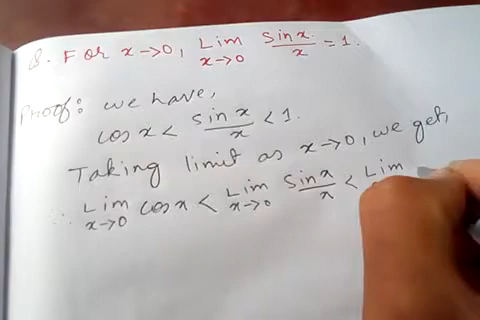 Q. For x→0, Lim x→0 sin x/x = 1.
Proof: we have,
cos x < sin x/x < 1.
Taking limit as x→0, we get,
∴ Lim x→0 cos x < Lim x→0 sin x/x < Lim